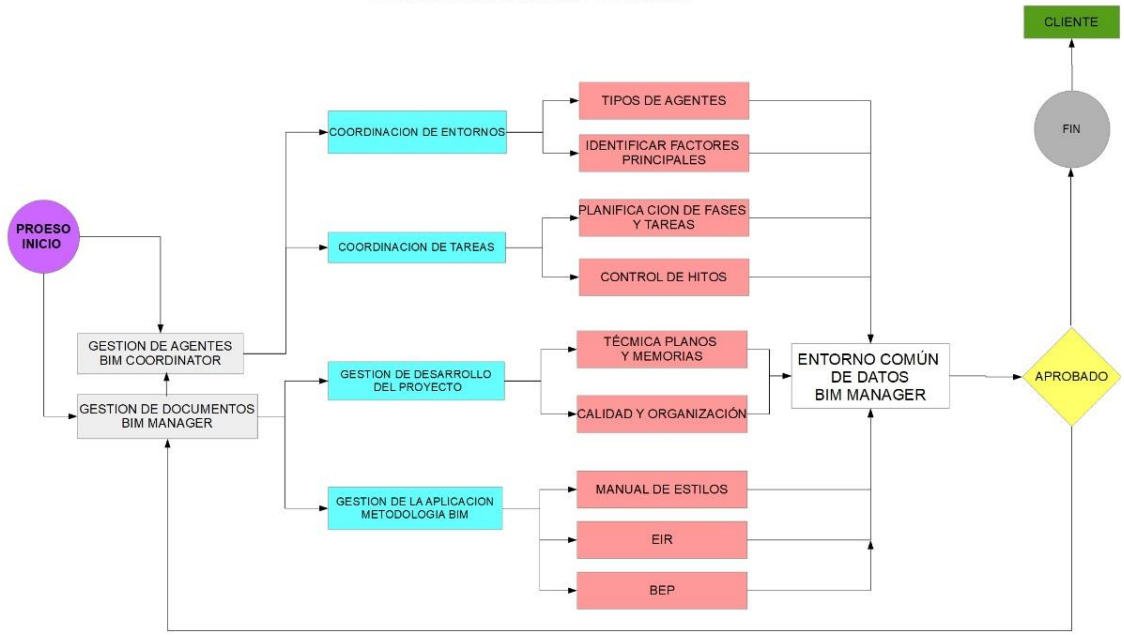 CLIENTE
FIN
TIPOS DE AGENTES
COORDINACION DE ENTORNOS
IDENTIFICAR FACTORES
PRINCIPALES
PROESO
INICIO
PLANIFICA CION DE FASES
Y TAREAS
COORDINACION DE TAREAS
CONTROL DE HITOS
GESTION DE AGENTES
BIM COORDINATOR
TÉCNICA PLANOS
Y MEMORIAS
GESTION DE DESARROLLO
DEL PROYECTO
ENTORNO COMÚN
DE DATOS
BIM MANAGER
APROBADO
GESTION DE DOCUMENTOS
BIM MANAGER
CALIDAD Y ORGANIZACIÓN
GESTION DE LA APLICACION
METODOLOGIA BIM
MANUAL DE ESTILOS
EIR
BEP